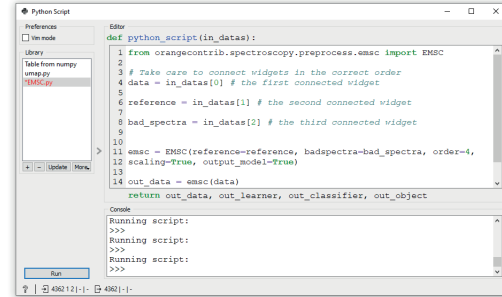 Python Script
Preferences
Vim mode
Library
Table from numpy
umap.py
*EMSC.py
+ − Update More
Run
Editor
def python_script(in_datas):
1 from orangecontrib.spectroscopy.preprocess.emsc import EMSC
2
3 # Take care to connect widgets in the correct order
4 data = in_datas[0] # the first connected widget
5
6 reference = in_datas[1] # the second connected widget
7
8 bad_spectra = in_datas[2] # the third connected widget
9
10
11 emsc = EMSC(reference=reference, badspectra=bad_spectra, order=4,
12 scaling=True, output_model=True)
13
14 out_data = emsc(data)
return out_data, out_learner, out_classifier, out_object
Console
Running script:
>>>
Running script:
>>>
Running script:
>>>
? | 4362 1 2 | - | - 4362 | - | -